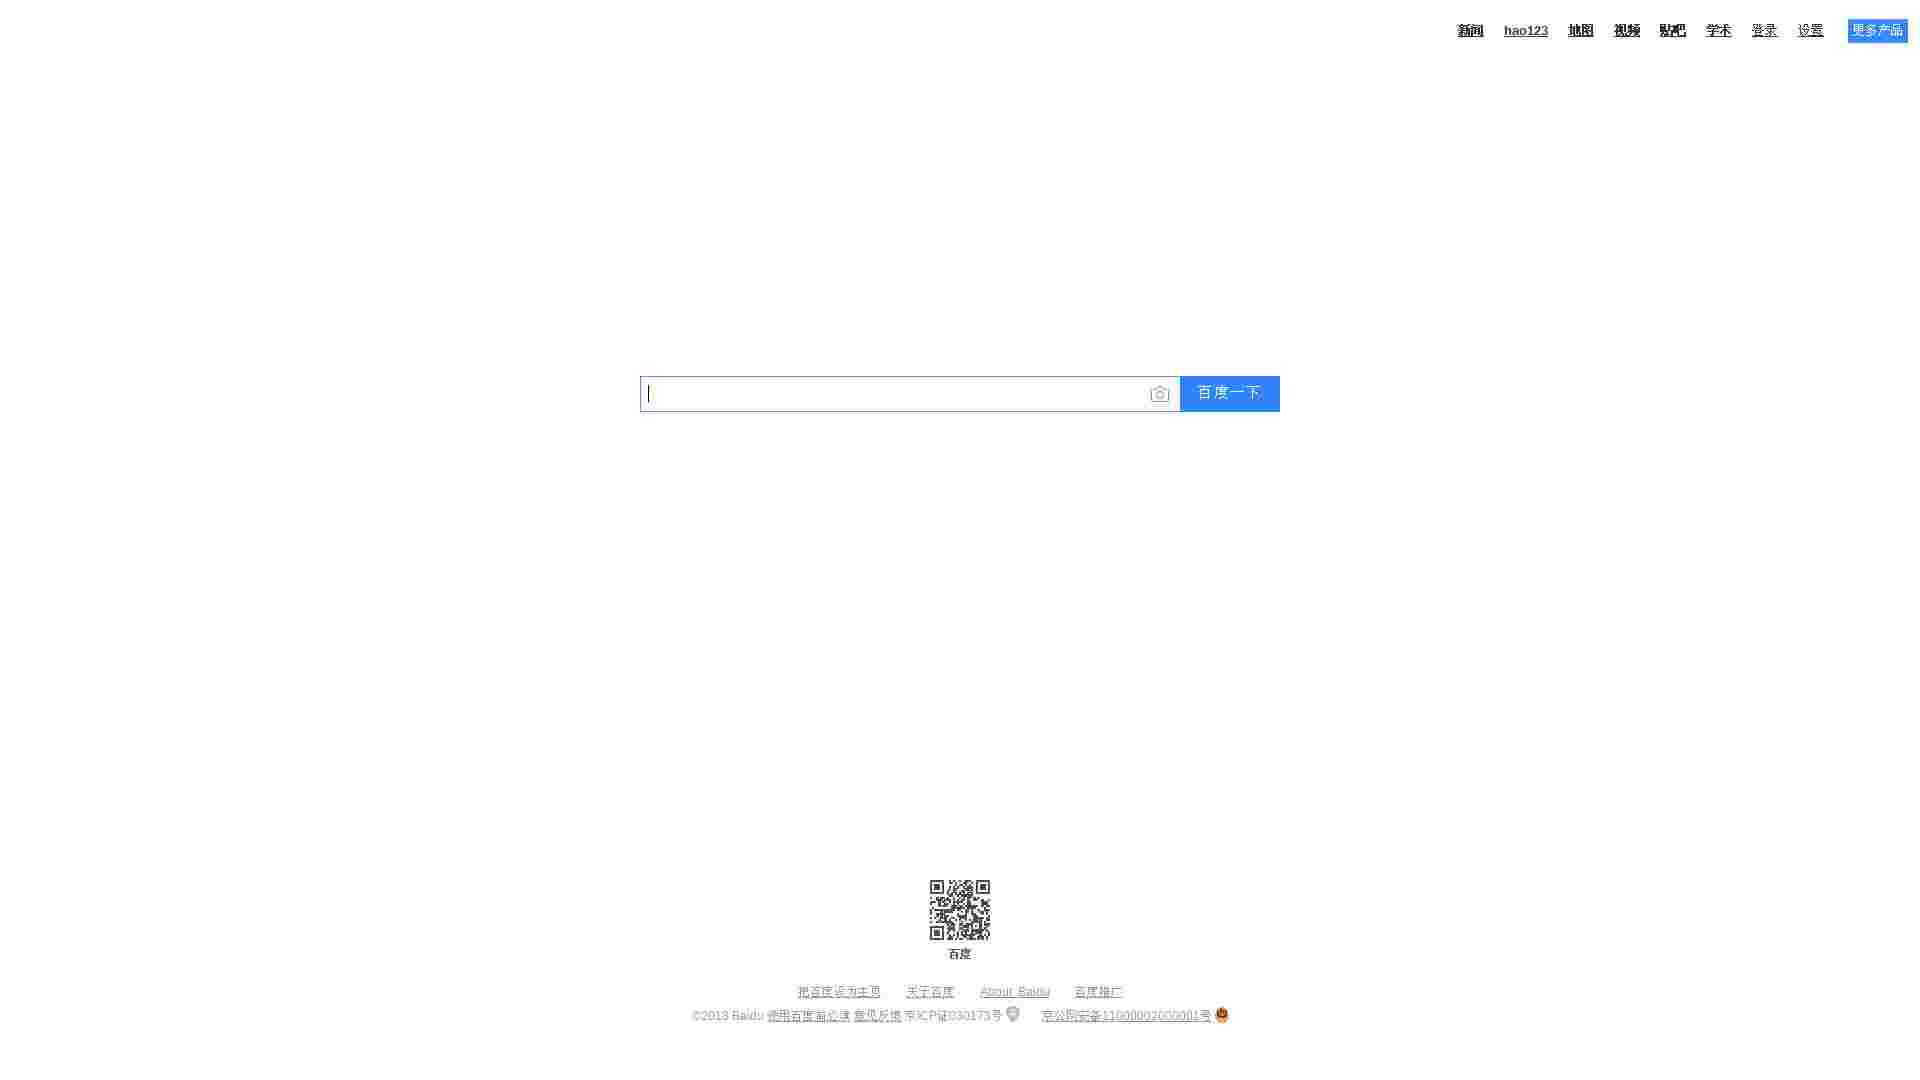 新闻 hao123 地图 视频 贴吧 学术 登录 设置 更多产品
百度一下
百度
把百度设为主页 关于百度 About Baidu 百度推广
©2018 Baidu 使用百度前必读 意见反馈 京ICP证030173号 京公网安备11000002000001号